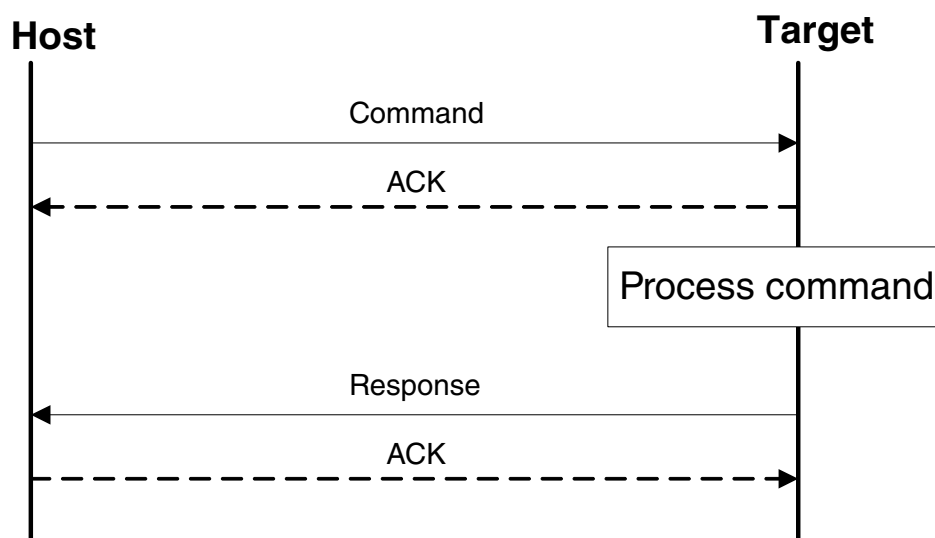 Host
Target
Command
ACK
Process command
Response
ACK